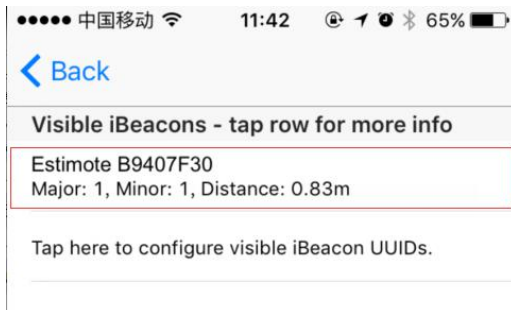 中国移动 11:42 65%
Back
Visible iBeacons - tap row for more info
Estimote B9407F30
Major: 1, Minor: 1, Distance: 0.83m
Tap here to configure visible iBeacon UUIDs.